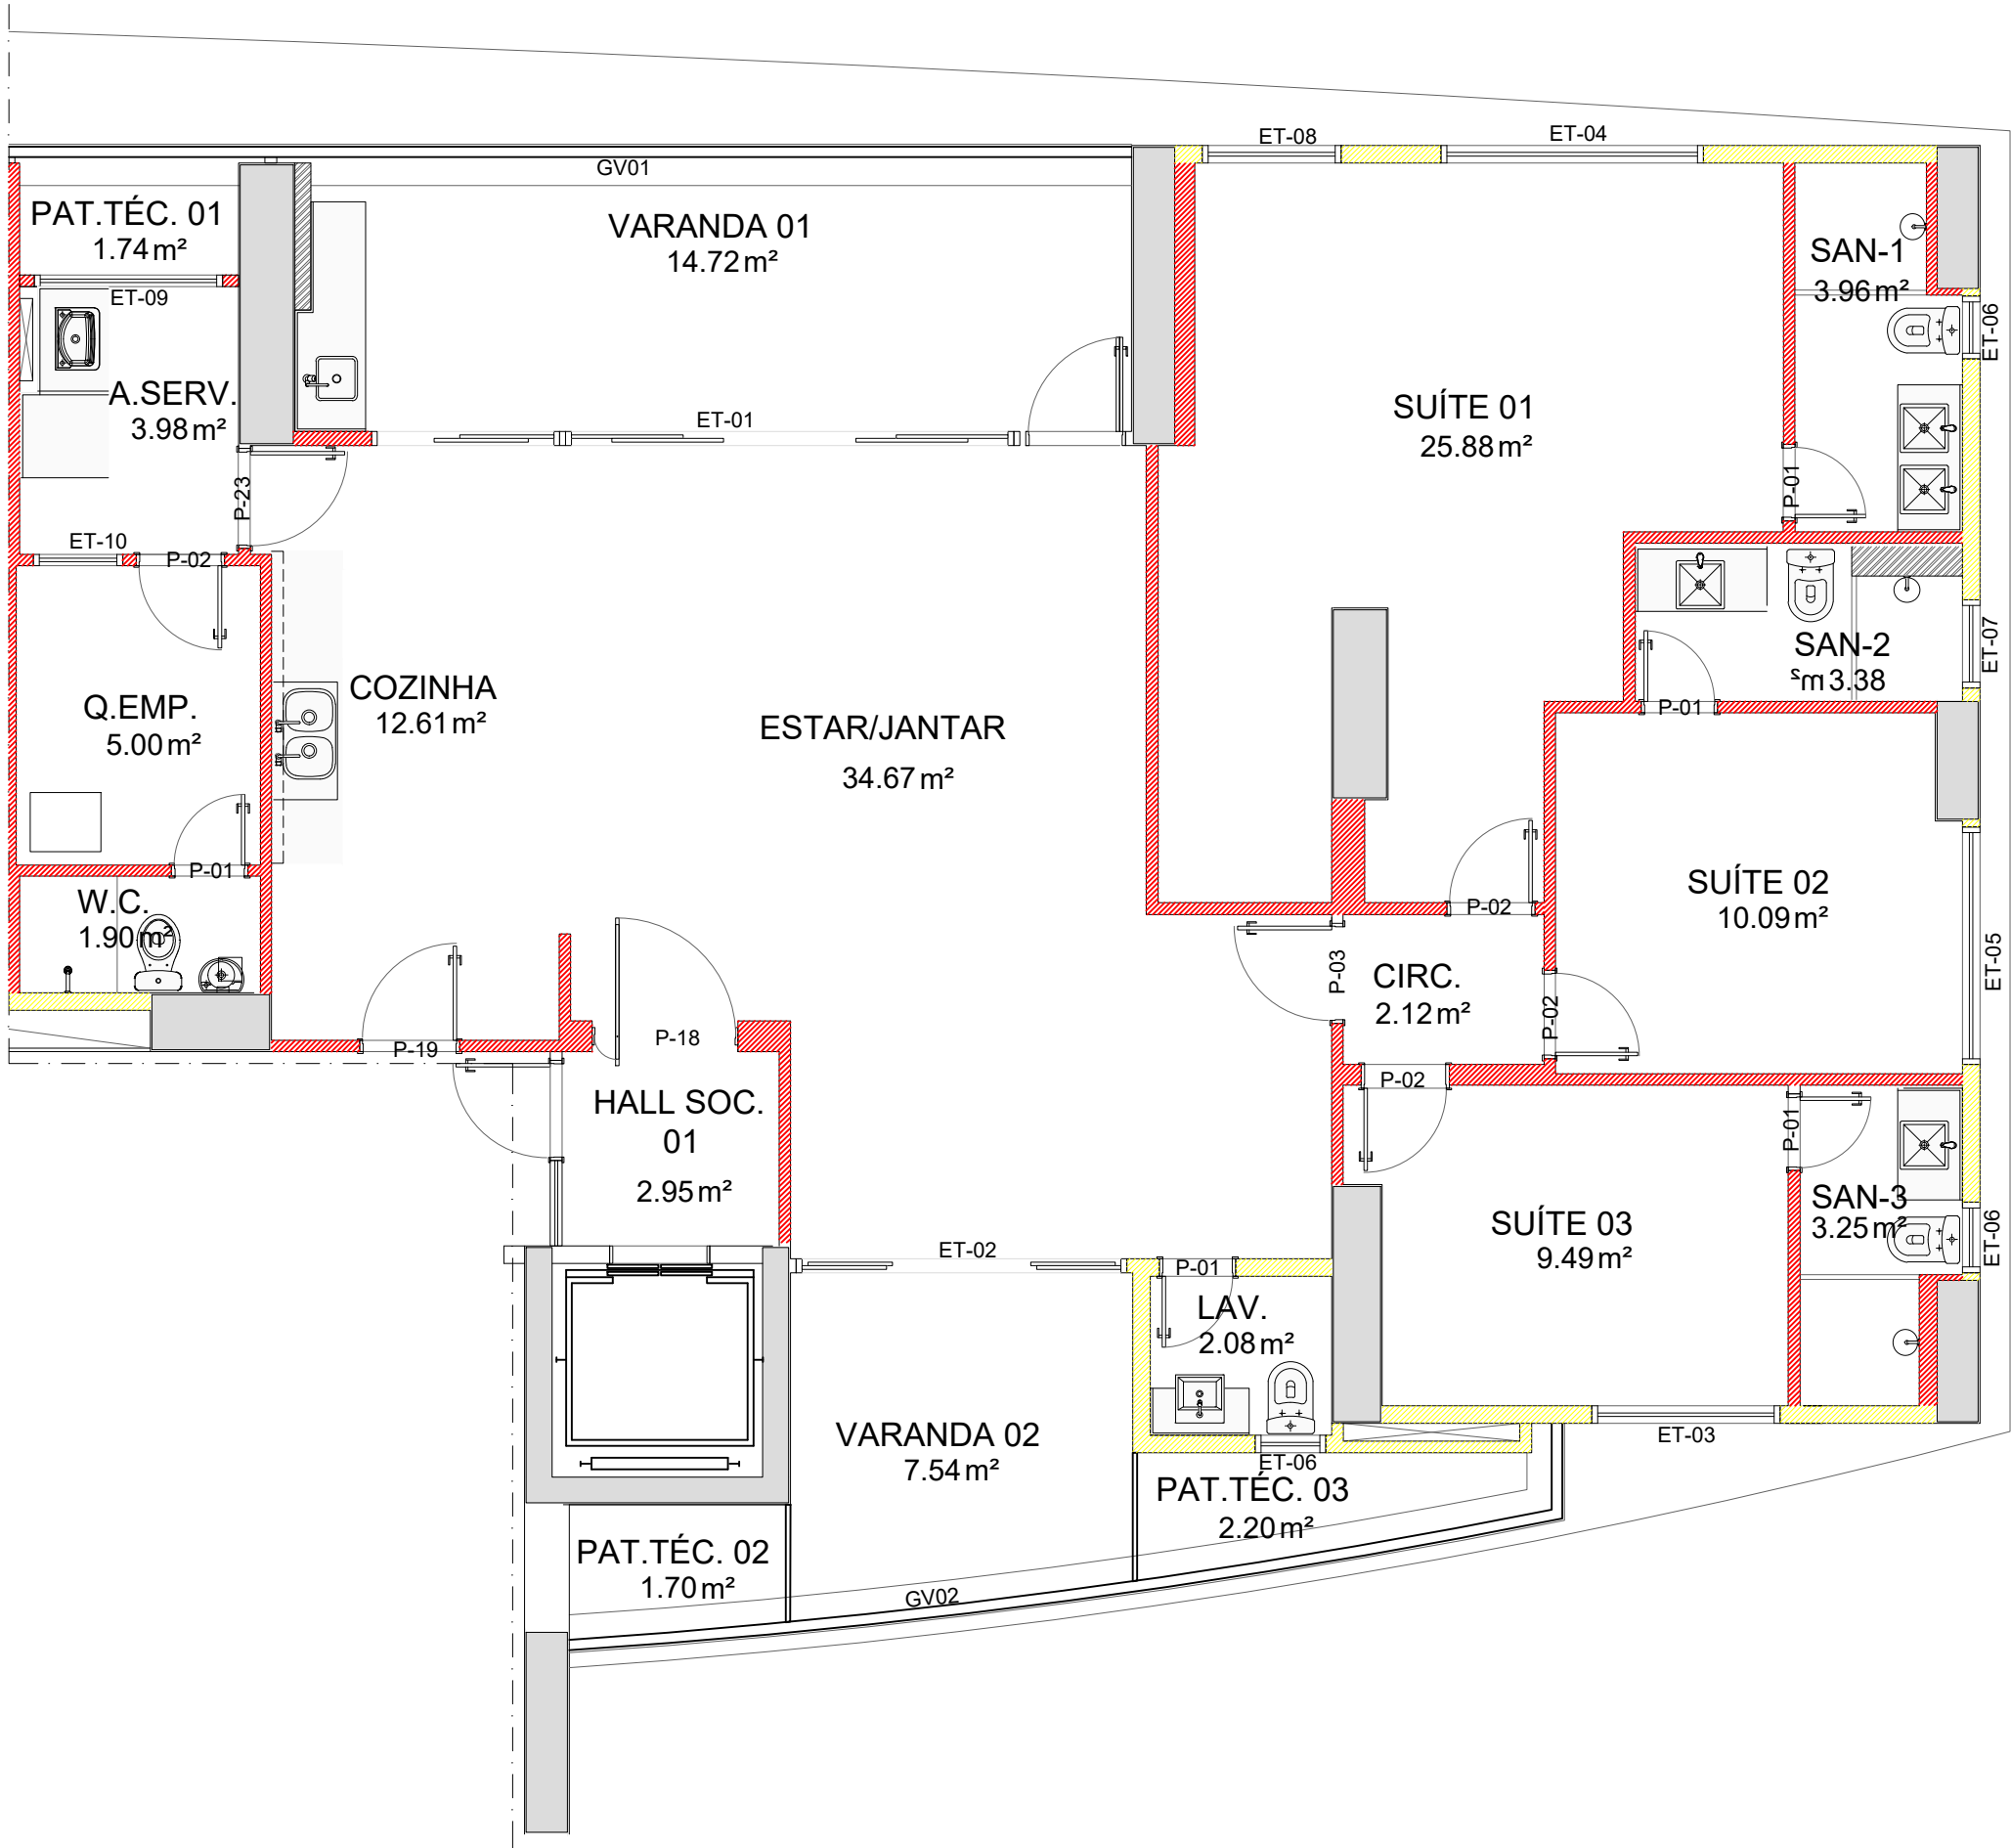 ET-08
ET-04
GV01
PAT.TÉC. 01
1.74 m²
VARANDA 01
14.72 m²
SAN-1
3.96 m²
ET-09
ET-06
A.SERV.
3.98 m²
ET-01
SUÍTE 01
25.88 m²
P-23
P-01
ET-10
P-02
SAN-2
²m 3.38
ET-07
COZINHA
12.61 m²
Q.EMP.
5.00 m²
ESTAR/JANTAR
34.67 m²
P-01
P-01
W.C.
1.90 m²
P-02
SUÍTE 02
10.09 m²
ET-05
P-03
CIRC.
2.12 m²
P-02
P-19
P-18
P-02
HALL SOC.
01
2.95 m²
P-01
SAN-3
3.25 m²
ET-06
SUÍTE 03
9.49 m²
ET-02
P-01
LAV.
2.08 m²
VARANDA 02
7.54 m²
ET-03
ET-06
PAT.TÉC. 03
2.20 m²
PAT.TÉC. 02
1.70 m²
GV02